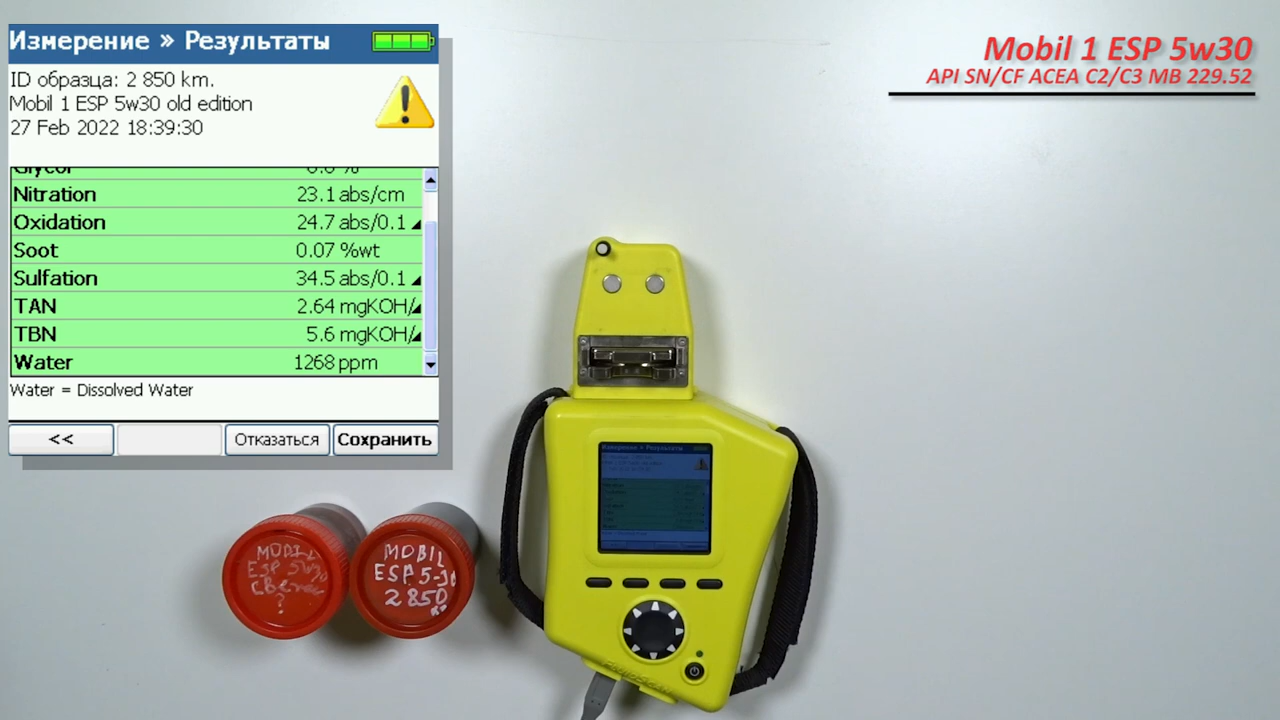 Измерение » Результаты
ID образца: 2 850 km.
Mobil 1 ESP 5w30 old edition
27 Feb 2022 18:39:30
Nitration 23.1 abs/cm
Oxidation 24.7 abs/0.1
Soot 0.07 %wt
Sulfation 34.5 abs/0.1
TAN 2.64 mgKOH/
TBN 5.6 mgKOH/
Water 1268 ppm
Water = Dissolved Water
<< Отказаться Сохранить
Mobil 1 ESP 5w30
API SN/CF ACEA C2/C3 MB 229.52
MOBIL
ESP 5W30
?
MOBIL
ESP 5-30
2 850
Измерение » Результаты